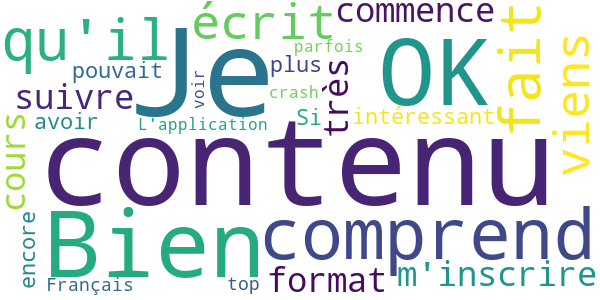 écrit
commence
qu'il
Je
parfois
OK
fait
viens
pouvait
voir
plus
suivre
crash
très
avoir
L'application
Si
intéressant
cours
contenu
Bien
comprend
encore
Français
top
format
m'inscrire